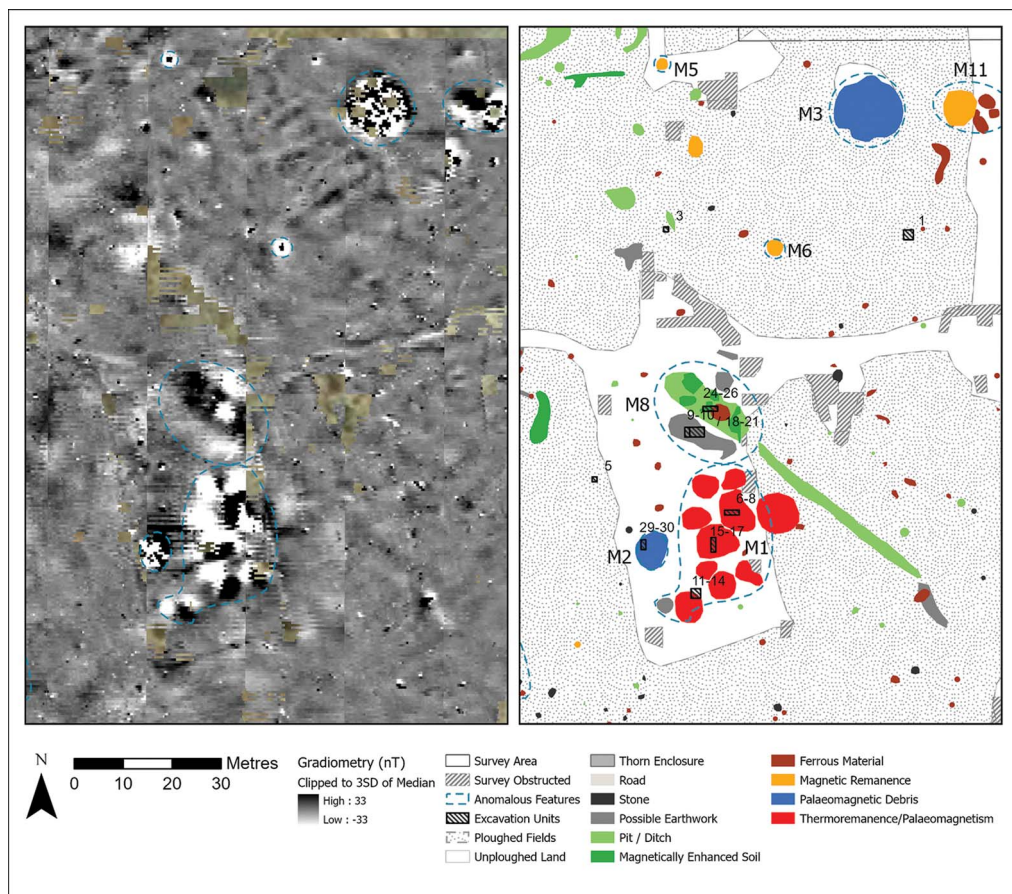 M5
M11
M3
3
1
M6
24-26
M8
9-10 / 18-21
5
6-8
29-30
15-17
M2
M1
11-14
N
0 10 20 30 Metres
Gradiometry (nT)
Clipped to 3SD of Median
High : 33
Low : -33
Survey Area
Survey Obstructed
Anomalous Features
Excavation Units
Ploughed Fields
Unploughed Land
Thorn Enclosure
Road
Stone
Possible Earthwork
Pit / Ditch
Magnetically Enhanced Soil
Ferrous Material
Magnetic Remanence
Palaeomagnetic Debris
Thermoremanence/Palaeomagnetism